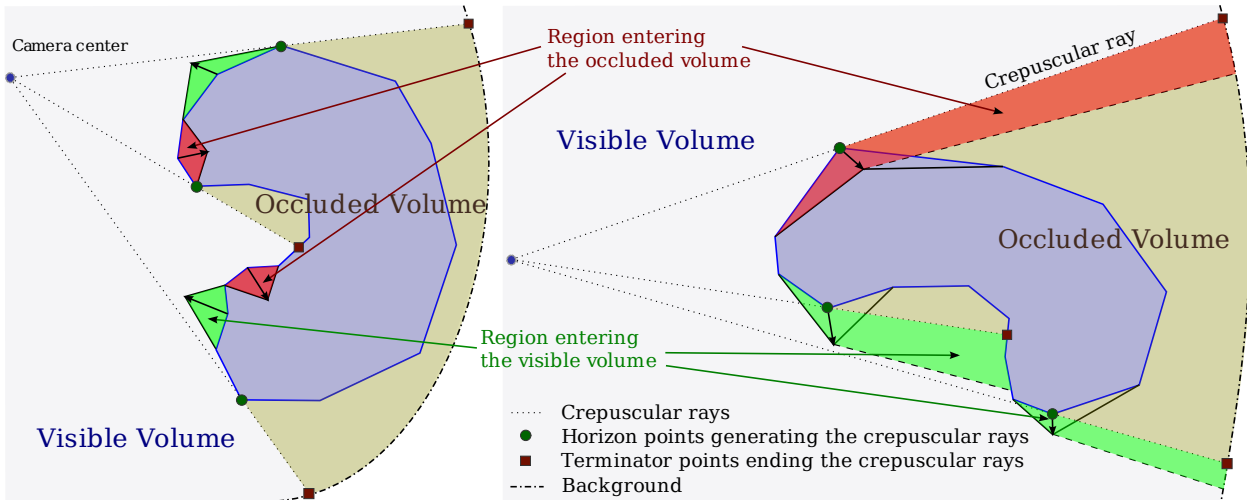 Camera center
Region entering
the occluded volume
Crepuscular ray
Visible Volume
Occluded Volume
Occluded Volume
Region entering
the visible volume
Visible Volume
Crepuscular rays
Horizon points generating the crepuscular rays
Terminator points ending the crepuscular rays
Background